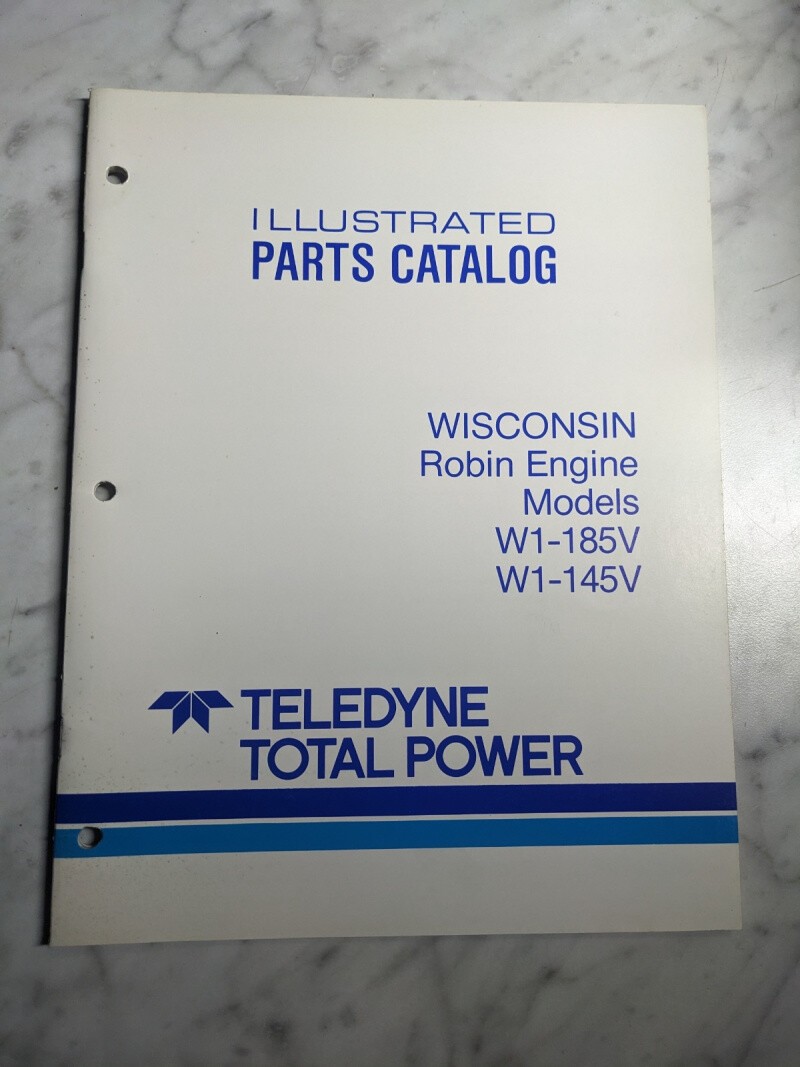 ILLUSTRATED
PARTS CATALOG
WISCONSIN
Robin Engine
Models
W1-185V
W1-145V
TELEDYNE
TOTAL POWER